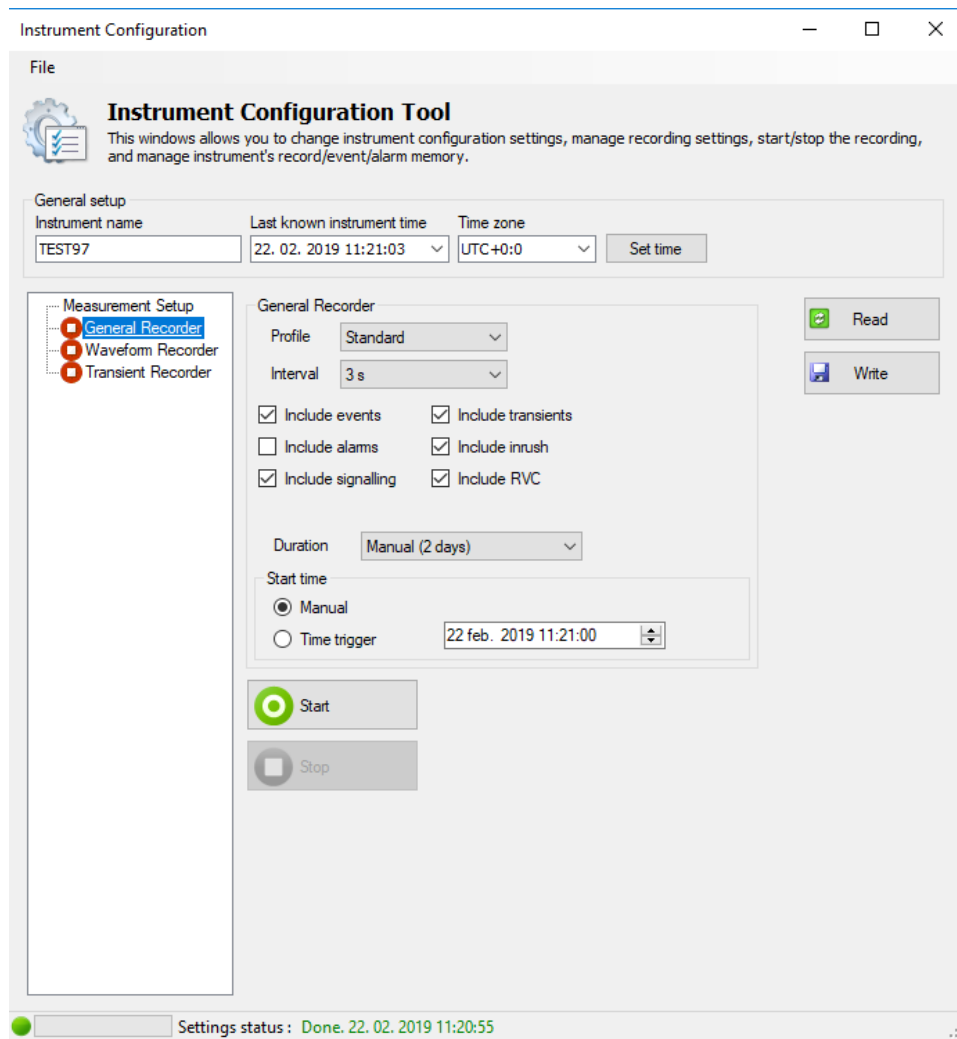 Instrument Configuration
File
Instrument Configuration Tool
This windows allows you to change instrument configuration settings, manage recording settings, start/stop the recording,
and manage instrument's record/event/alarm memory.
General setup
Instrument name Last known instrument time Time zone
TEST97 22. 02. 2019 11:21:03 UTC+0:0 Set time
Measurement Setup
General Recorder
Waveform Recorder
Transient Recorder
General Recorder
Profile Standard
Interval 3 s
Include events Include transients
Include alarms Include inrush
Include signalling Include RVC
Duration Manual (2 days)
Start time
Manual
Time trigger 22 feb. 2019 11:21:00
Start
Stop
Read
Write
Settings status : Done. 22. 02. 2019 11:20:55